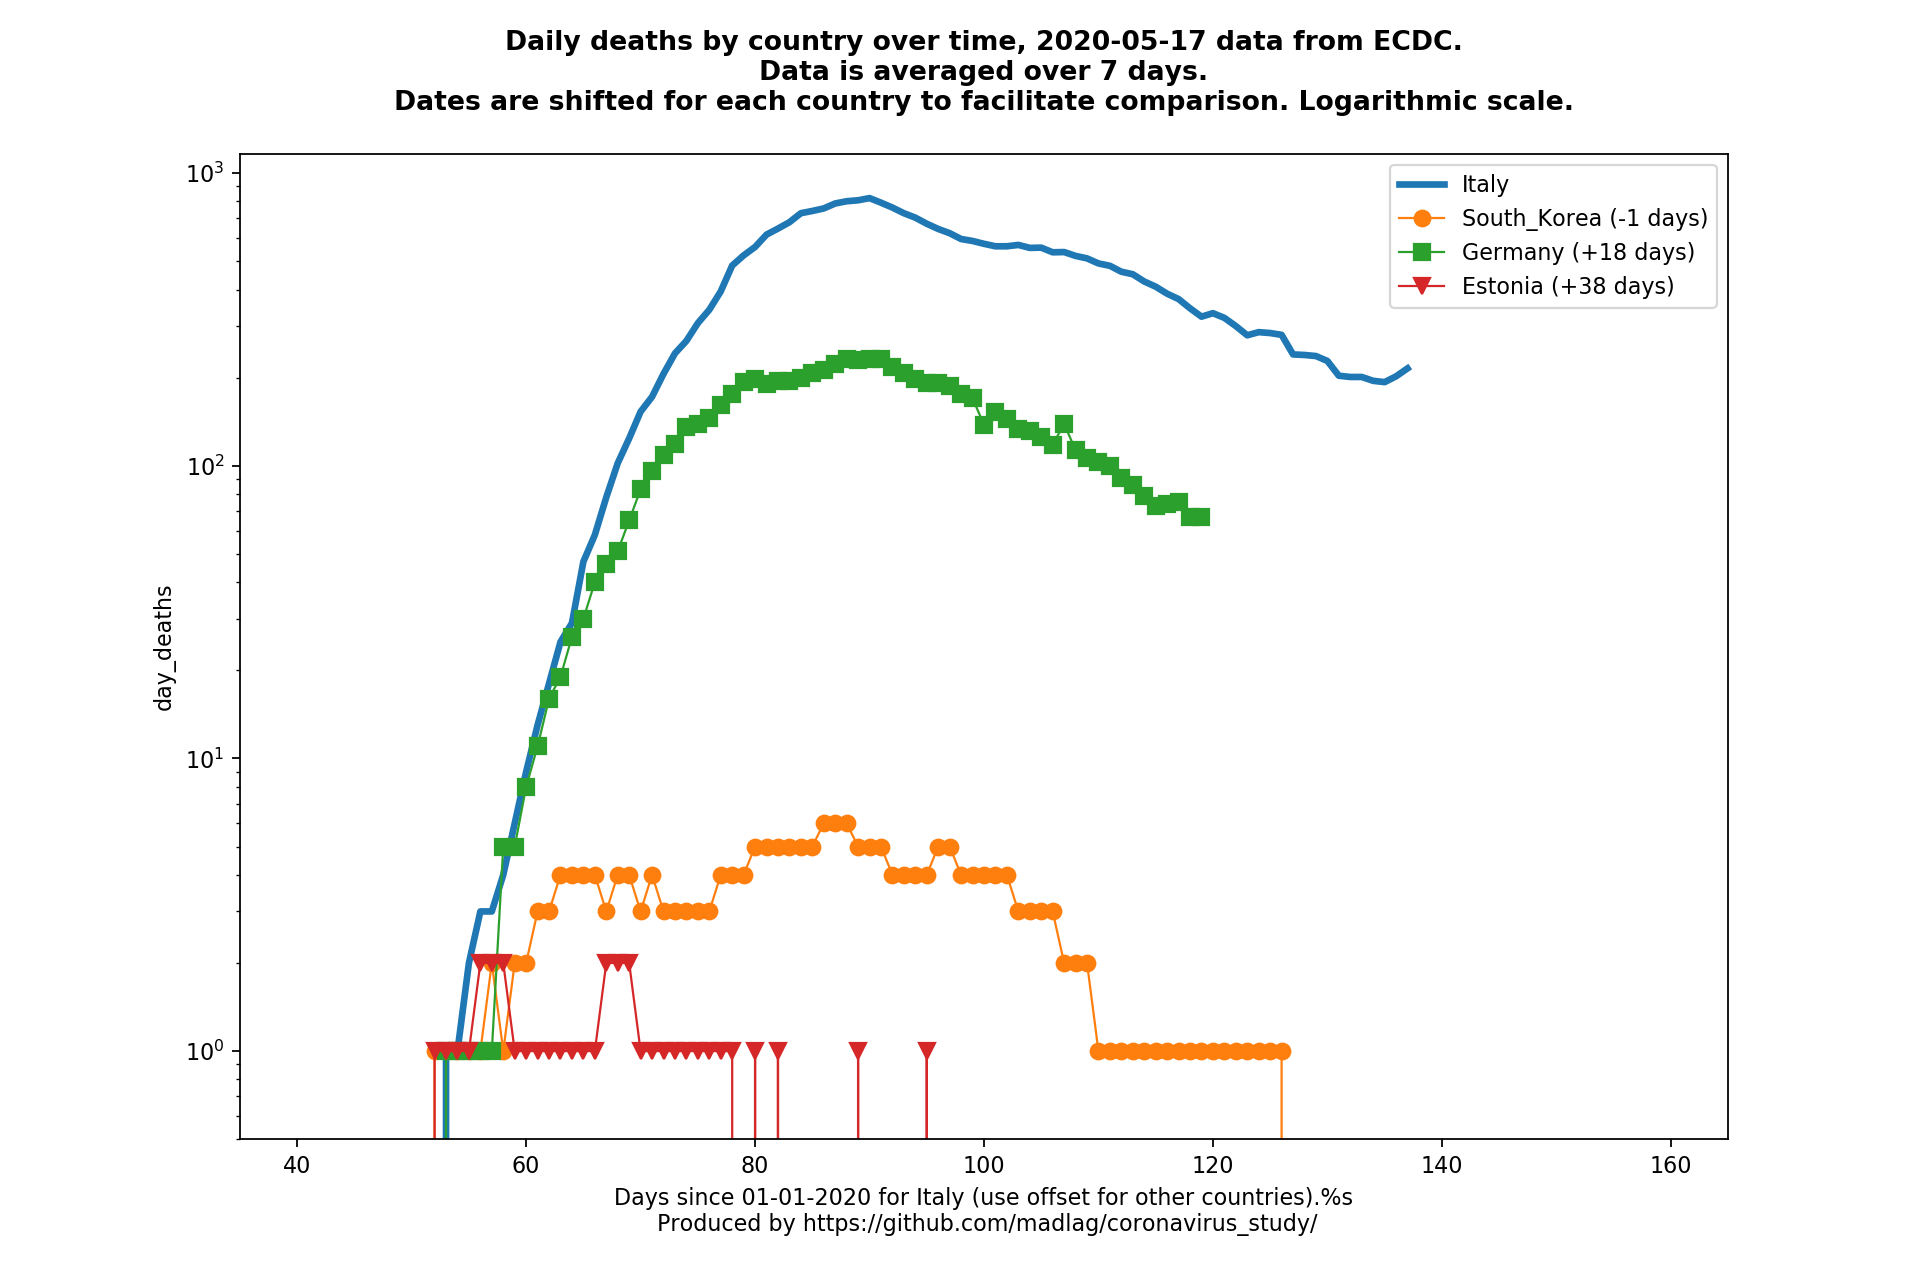 Daily deaths by country over time, 2020-05-17 data from ECDC.
Data is averaged over 7 days.
Dates are shifted for each country to facilitate comparison. Logarithmic scale.
10³
10²
10¹
10⁰
day_deaths
Italy
South_Korea (-1 days)
Germany (+18 days)
Estonia (+38 days)
40 60 80 100 120 140 160
Days since 01-01-2020 for Italy (use offset for other countries).%s
Produced by https://github.com/madlag/coronavirus_study/